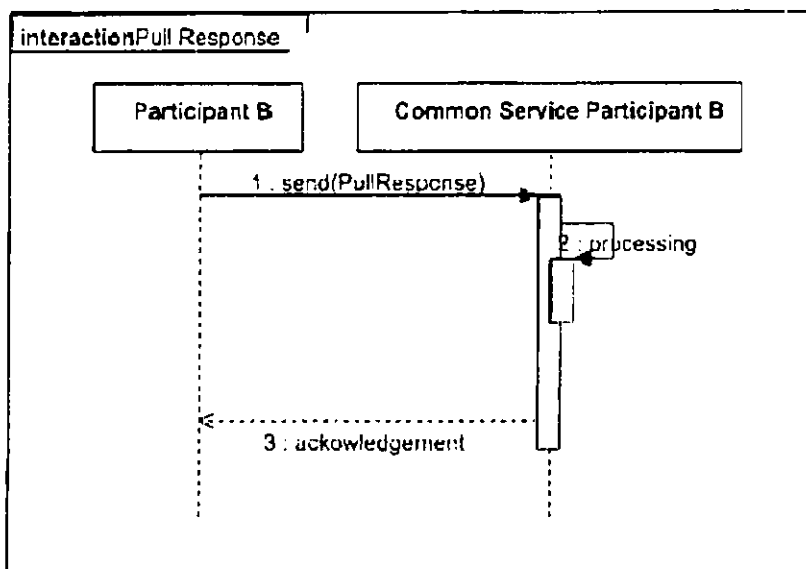 interactionPull Response
Participant B
Common Service Participant B
1 : send(PullResponse)
2 : processing
3 : ackowledgement